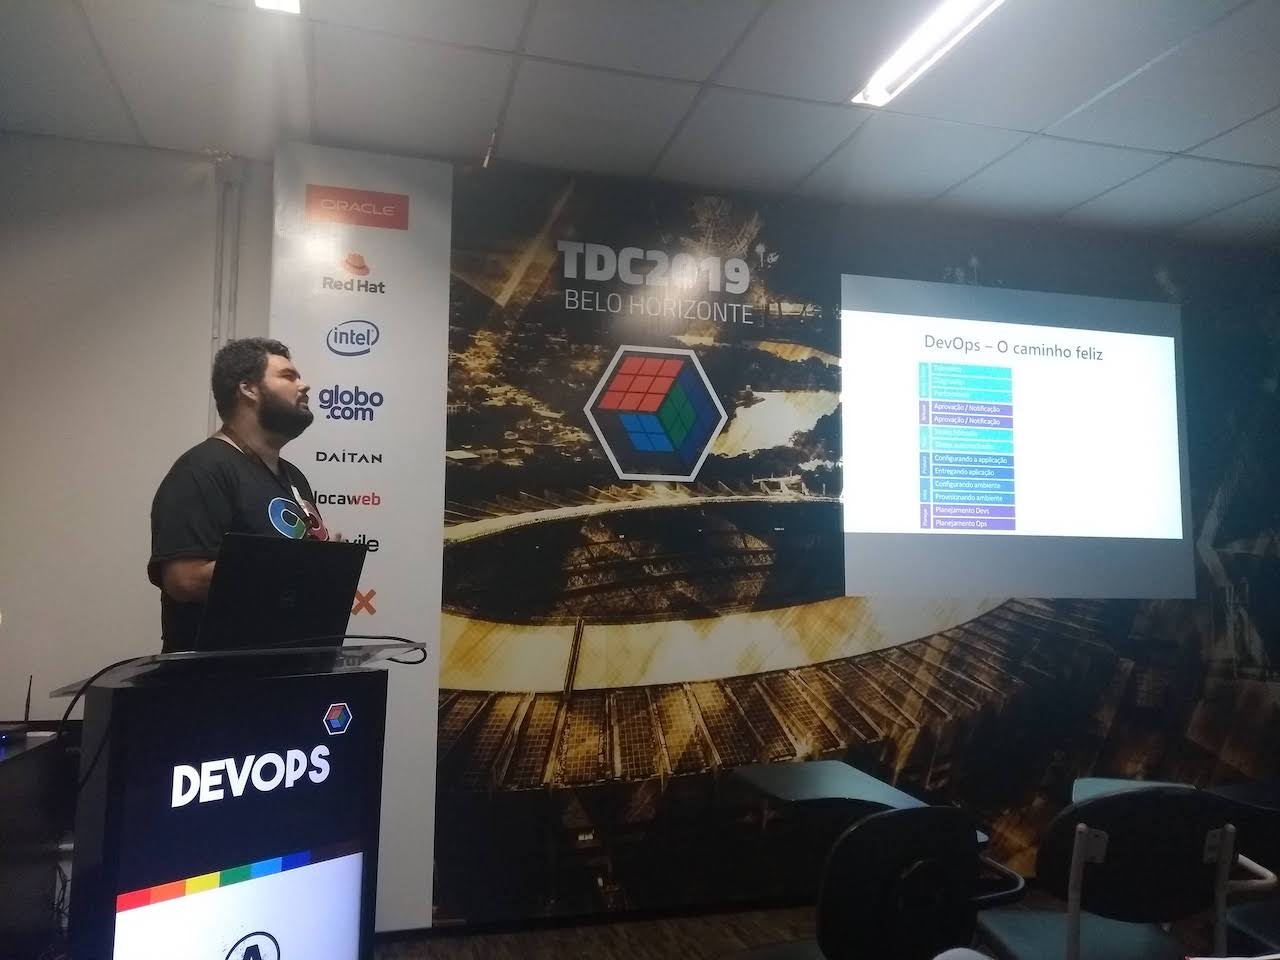 ORACLE
Red Hat
intel
globo
.com
DAITAN
locaweb
TDC2019
BELO HORIZONTE
DevOps – O caminho feliz
Aprovação / Notificação
Aprovação / Notificação
Configurando a applicação
Entregando aplicação
Configurando ambiente
Provisionando ambiente
Planejamento Devs
Planejamento Ops
DEVOPS